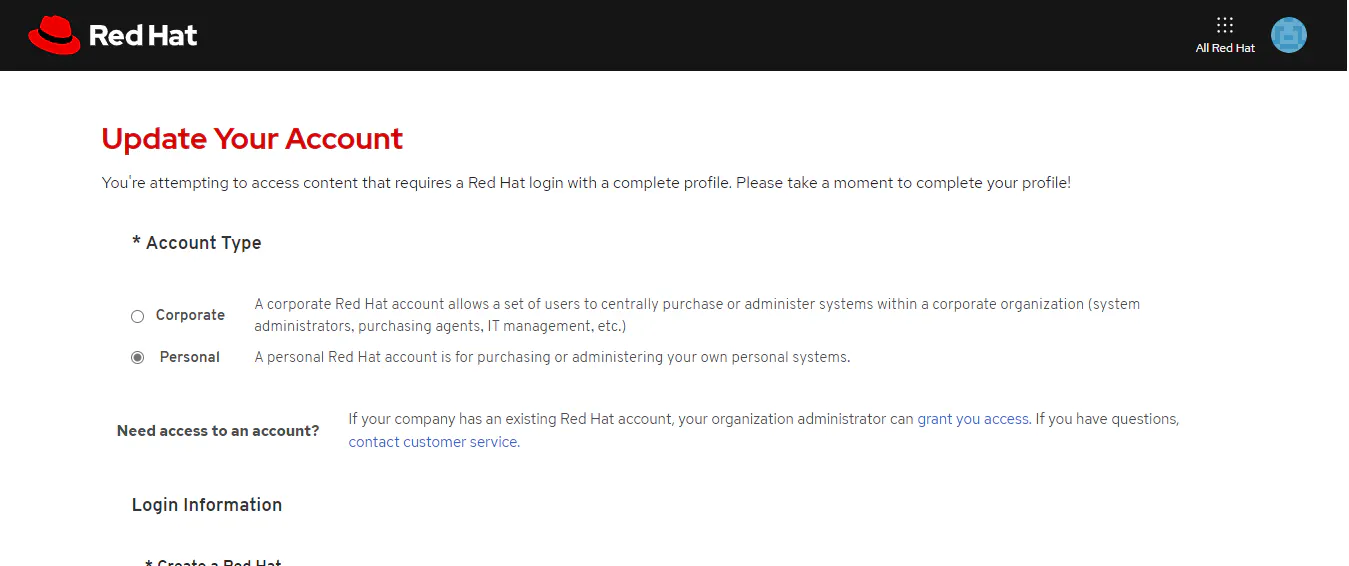 Red Hat
All Red Hat
Update Your Account
You're attempting to access content that requires a Red Hat login with a complete profile. Please take a moment to complete your profile!
* Account Type
Corporate
A corporate Red Hat account allows a set of users to centrally purchase or administer systems within a corporate organization (system
administrators, purchasing agents, IT management, etc.)
Personal
A personal Red Hat account is for purchasing or administering your own personal systems.
Need access to an account?
If your company has an existing Red Hat account, your organization administrator can grant you access. If you have questions,
contact customer service.
Login Information
* Create a Red Hat